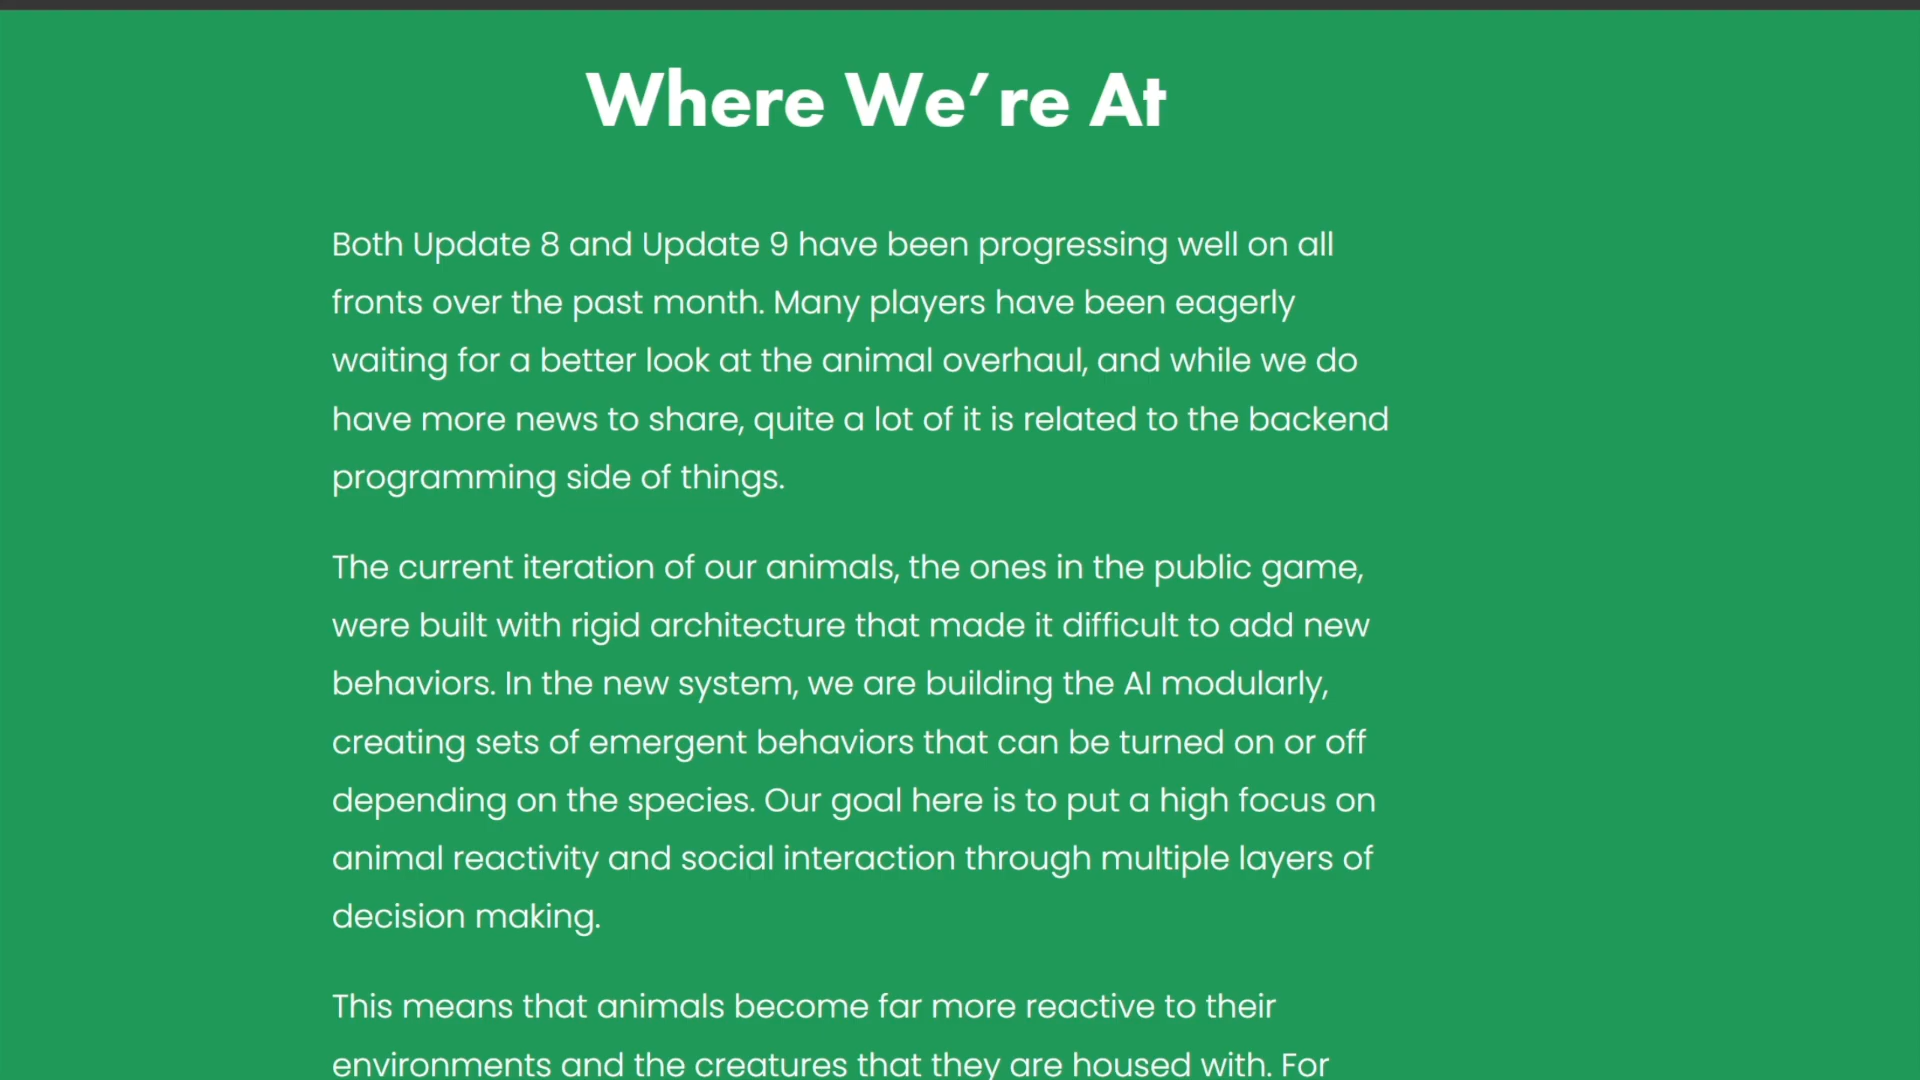 Where We’re At
Both Update 8 and Update 9 have been progressing well on all
fronts over the past month. Many players have been eagerly
waiting for a better look at the animal overhaul, and while we do
have more news to share, quite a lot of it is related to the backend
programming side of things.
The current iteration of our animals, the ones in the public game,
were built with rigid architecture that made it difficult to add new
behaviors. In the new system, we are building the AI modularly,
creating sets of emergent behaviors that can be turned on or off
depending on the species. Our goal here is to put a high focus on
animal reactivity and social interaction through multiple layers of
decision making.
This means that animals become far more reactive to their
environments and the creatures that they are housed with. For